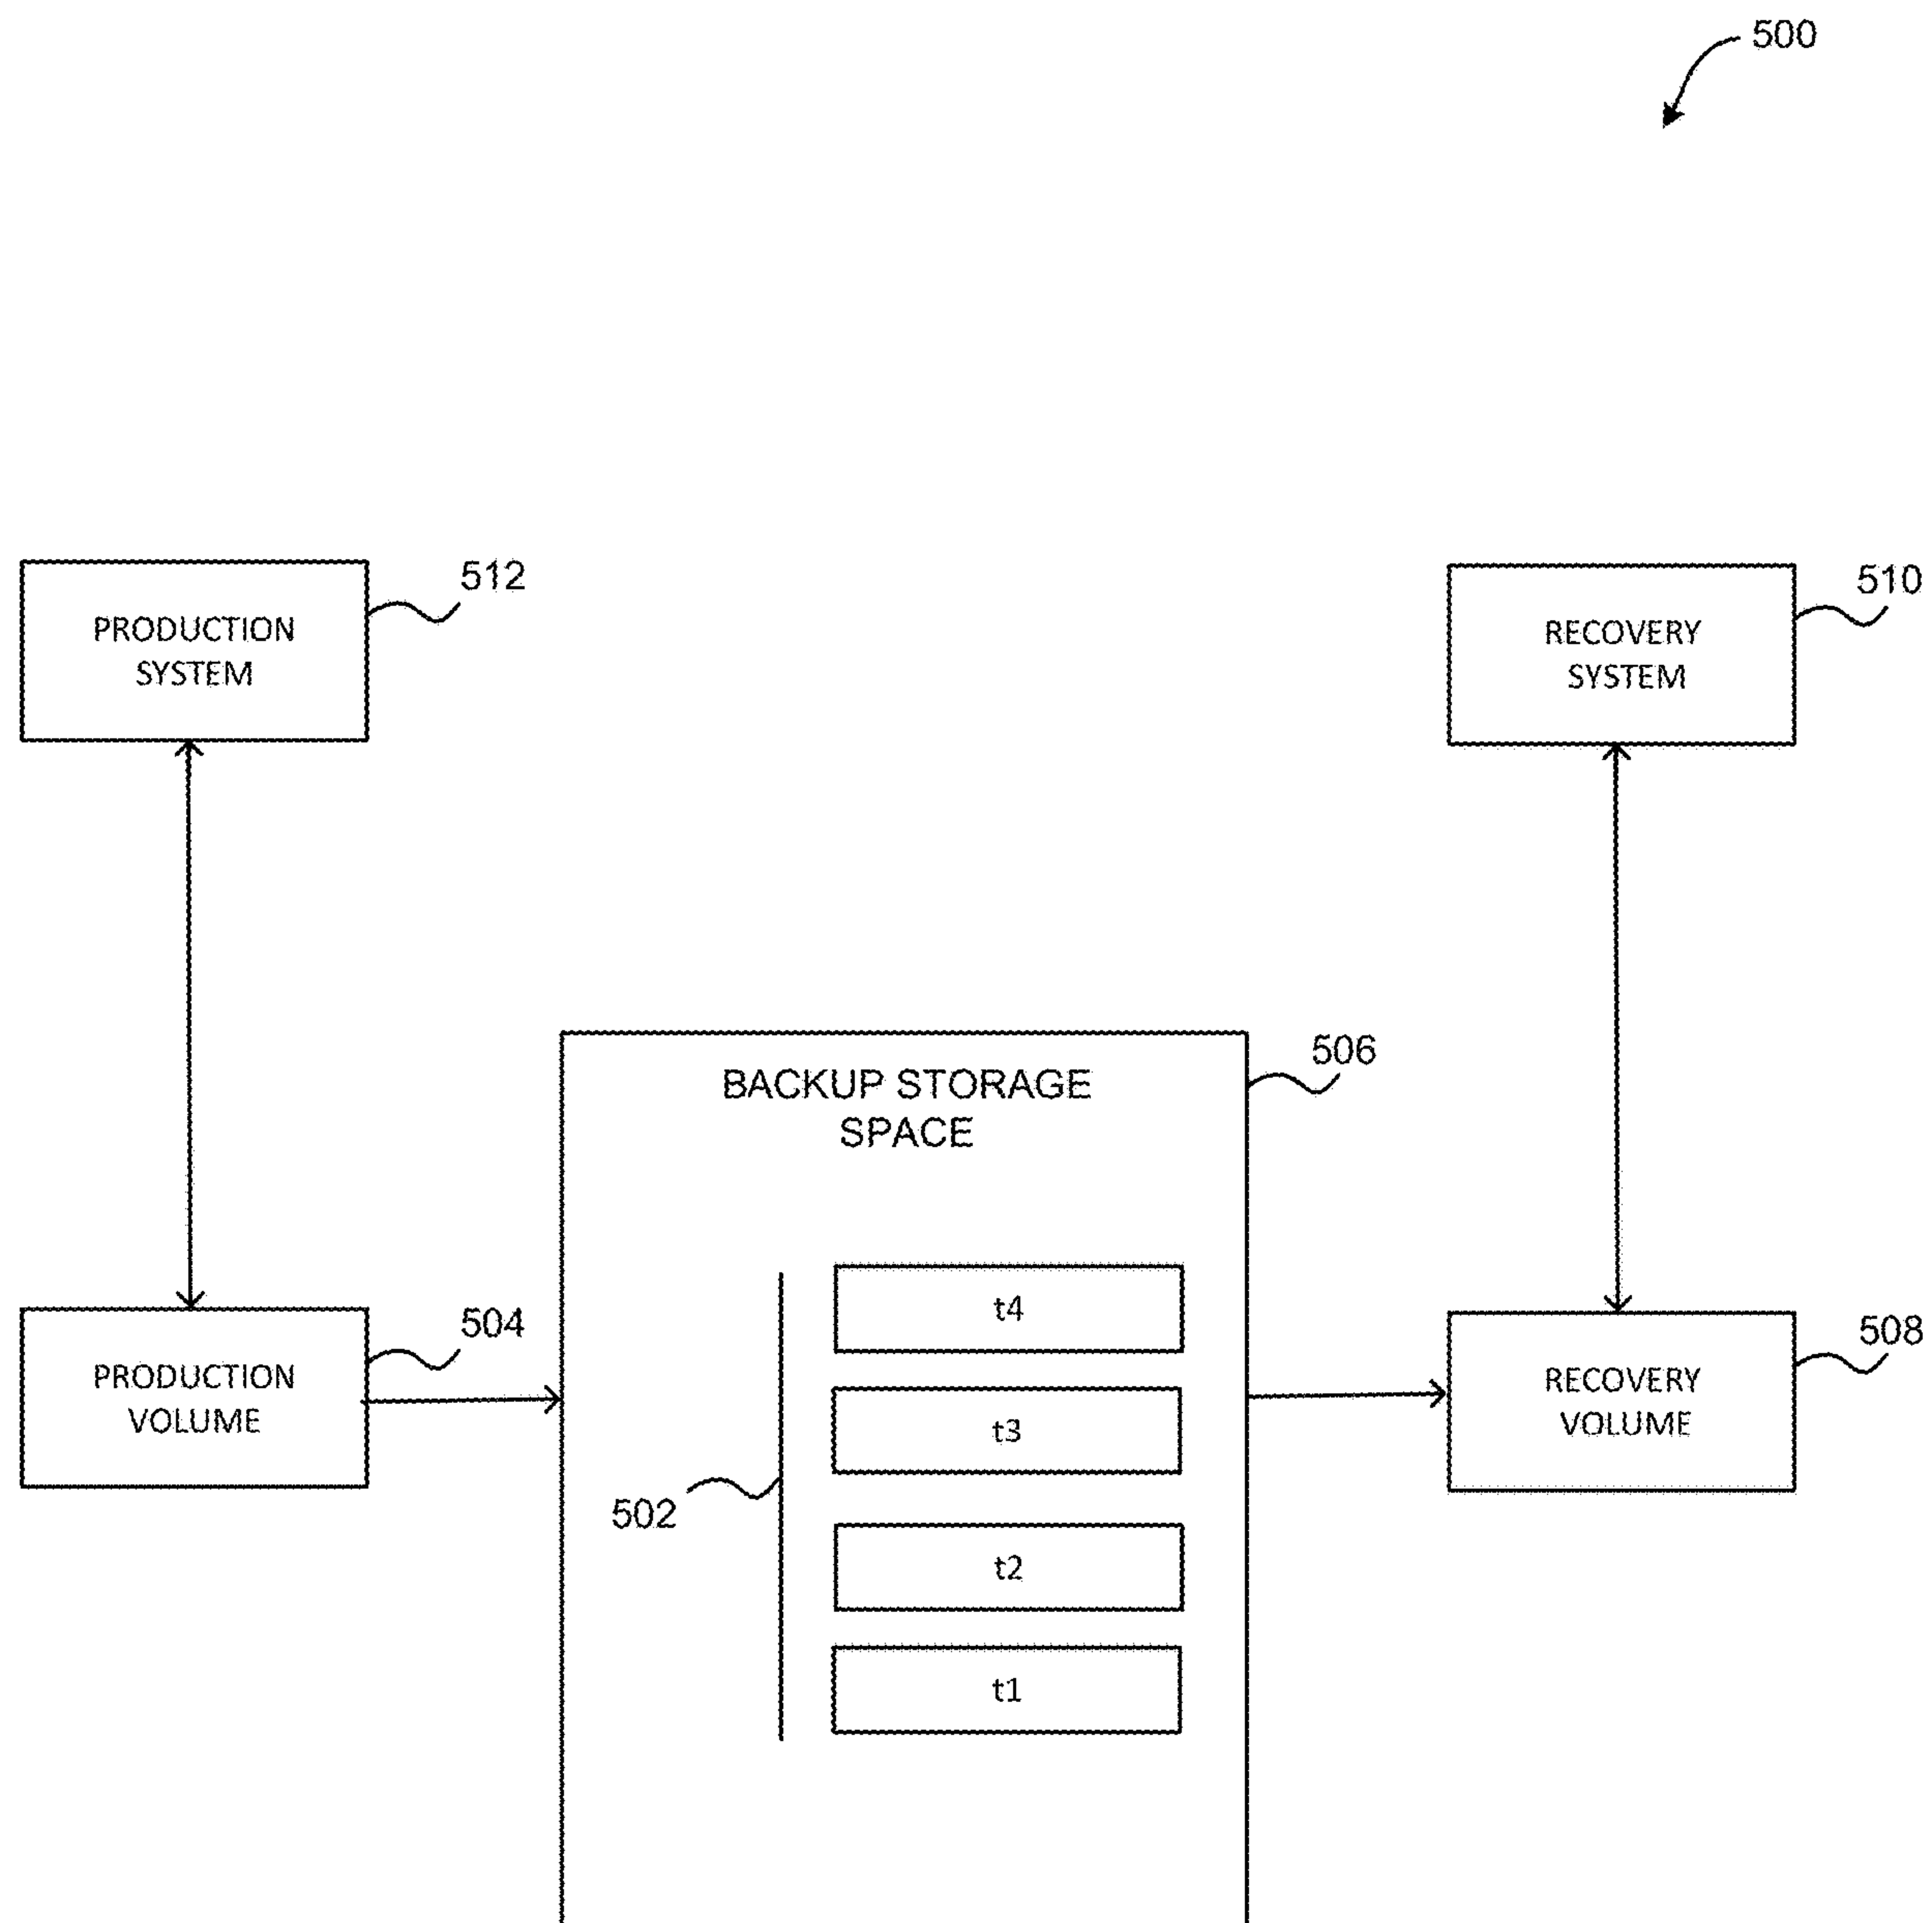 500
512
PRODUCTION
SYSTEM
510
RECOVERY
SYSTEM
506
BACKUP STORAGE
SPACE
504
PRODUCTION
VOLUME
t4
t3
502
t2
t1
508
RECOVERY
VOLUME